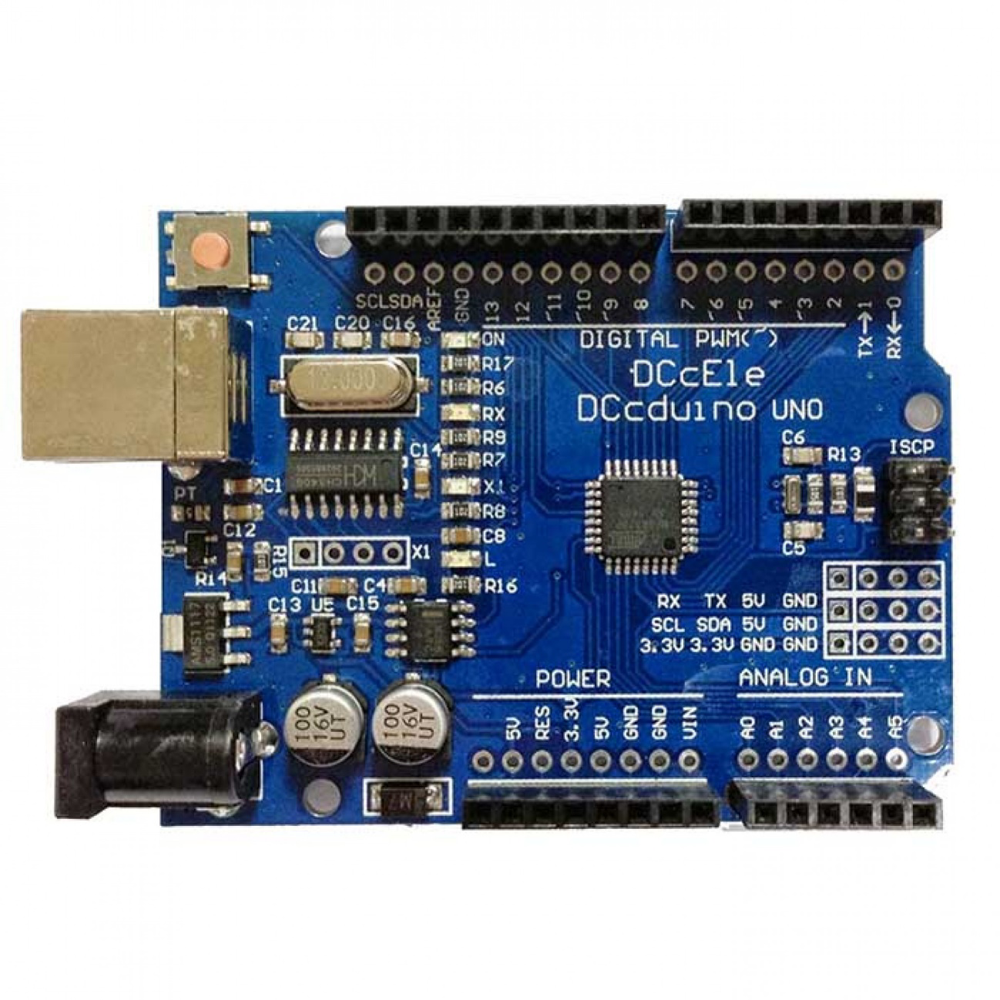 SCL SDA AREF GND 13 12 ~11 ~10 ~9 8 7 ~6 ~5 4 ~3 2 TX→1 RX←0
C21 C20 C16
ON
DIGITAL PWM(~)
R17
DCcEle
12.000
R6
DCcduino UNO
RX
R9
C6
ISCP
C14
R13
R7
PT
C1
X1
R8
C12
C8
C5
R14
R15
X1
L
C11
C4
R16
C13
UE
C15
RX TX 5V GND
SCL SDA 5V GND
AMS1117
3.3V 3.3V GND GND
POWER
ANALOG IN
100
16V
UT
100
16V
UT
5V RES 3.3V 5V GND GND VIN
A0 A1 A2 A3 A4 A5
M7